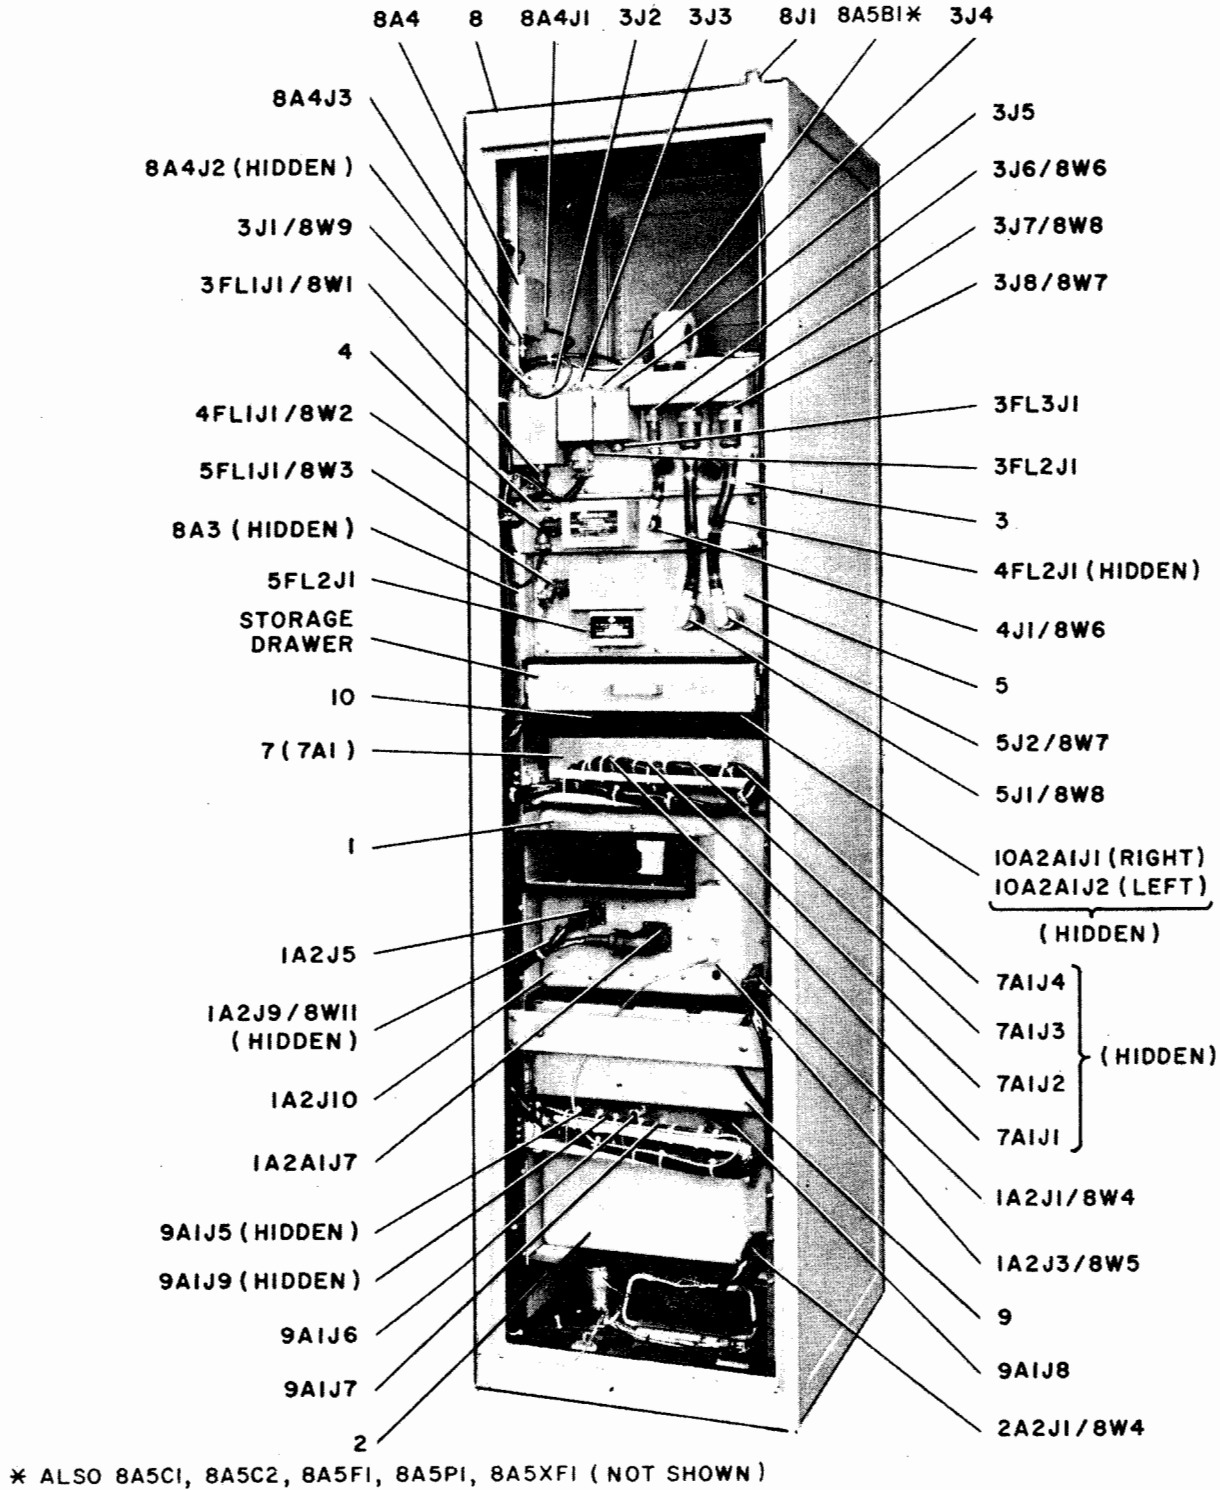 8A4 8 8A4J1 3J2 3J3 8J1 8A5B1* 3J4
8A4J3
8A4J2 (HIDDEN)
3J1/8W9
3FL1J1/8W1
4
4FL1J1/8W2
5FL1J1/8W3
8A3 (HIDDEN)
5FL2J1
STORAGE
DRAWER
10
7 (7A1)
1
1A2J5
1A2J9/8W11
(HIDDEN)
1A2J10
1A2A1J7
9A1J5 (HIDDEN)
9A1J9 (HIDDEN)
9A1J6
9A1J7
2
3J5
3J6/8W6
3J7/8W8
3J8/8W7
3FL3J1
3FL2J1
3
4FL2J1 (HIDDEN)
4J1/8W6
5
5J2/8W7
5J1/8W8
10A2A1J1 (RIGHT)
10A2A1J2 (LEFT)
(HIDDEN)
7A1J4
7A1J3
(HIDDEN)
7A1J2
7A1J1
1A2J1/8W4
1A2J3/8W5
9
9A1J8
2A2J1/8W4
* ALSO 8A5C1, 8A5C2, 8A5F1, 8A5P1, 8A5XF1 (NOT SHOWN)